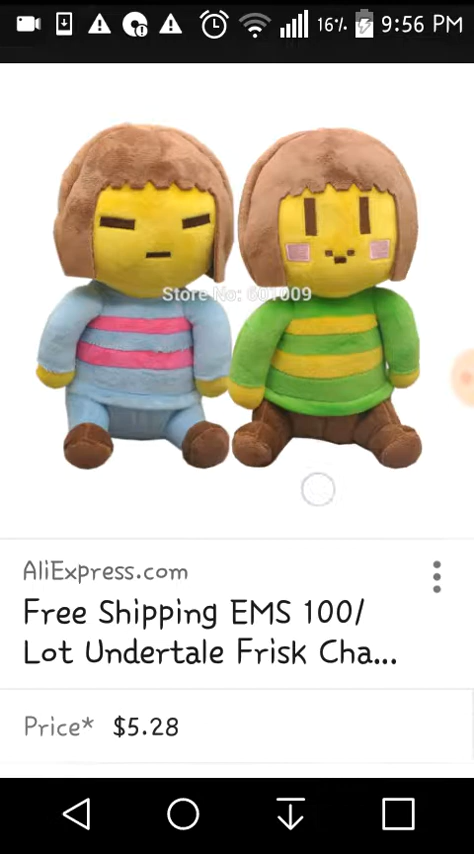 16% 9:56 PM
Store No: 601009
AliExpress.com
Free Shipping EMS 100/
Lot Undertale Frisk Cha...
Price* $5.28